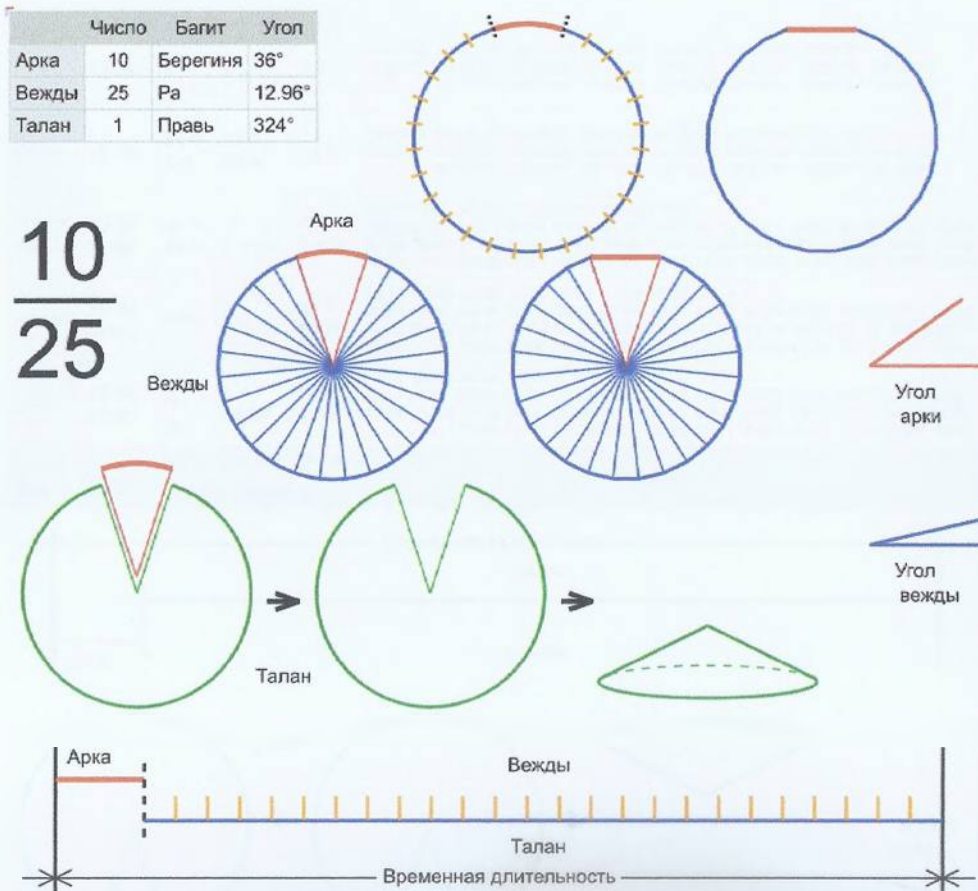 Число Багит Угол
Арка 10 Берегиня 36°
Вежды 25 Ра 12.96°
Талан 1 Правь 324°
10
25
Арка
Вежды
Угол
арки
Угол
вежды
Талан
Арка
Вежды
Талан
Временная длительность